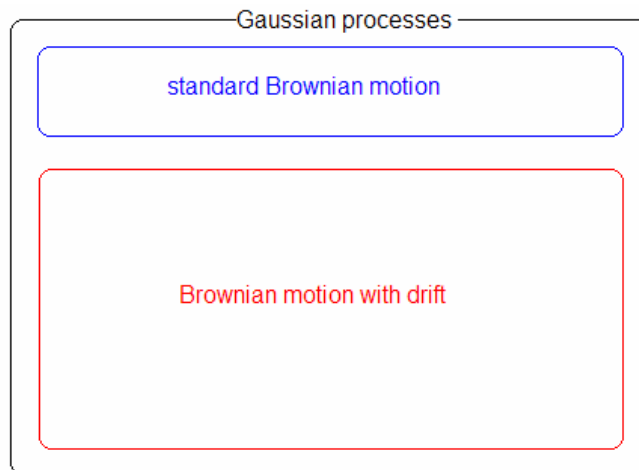 Gaussian processes
standard Brownian motion
Brownian motion with drift